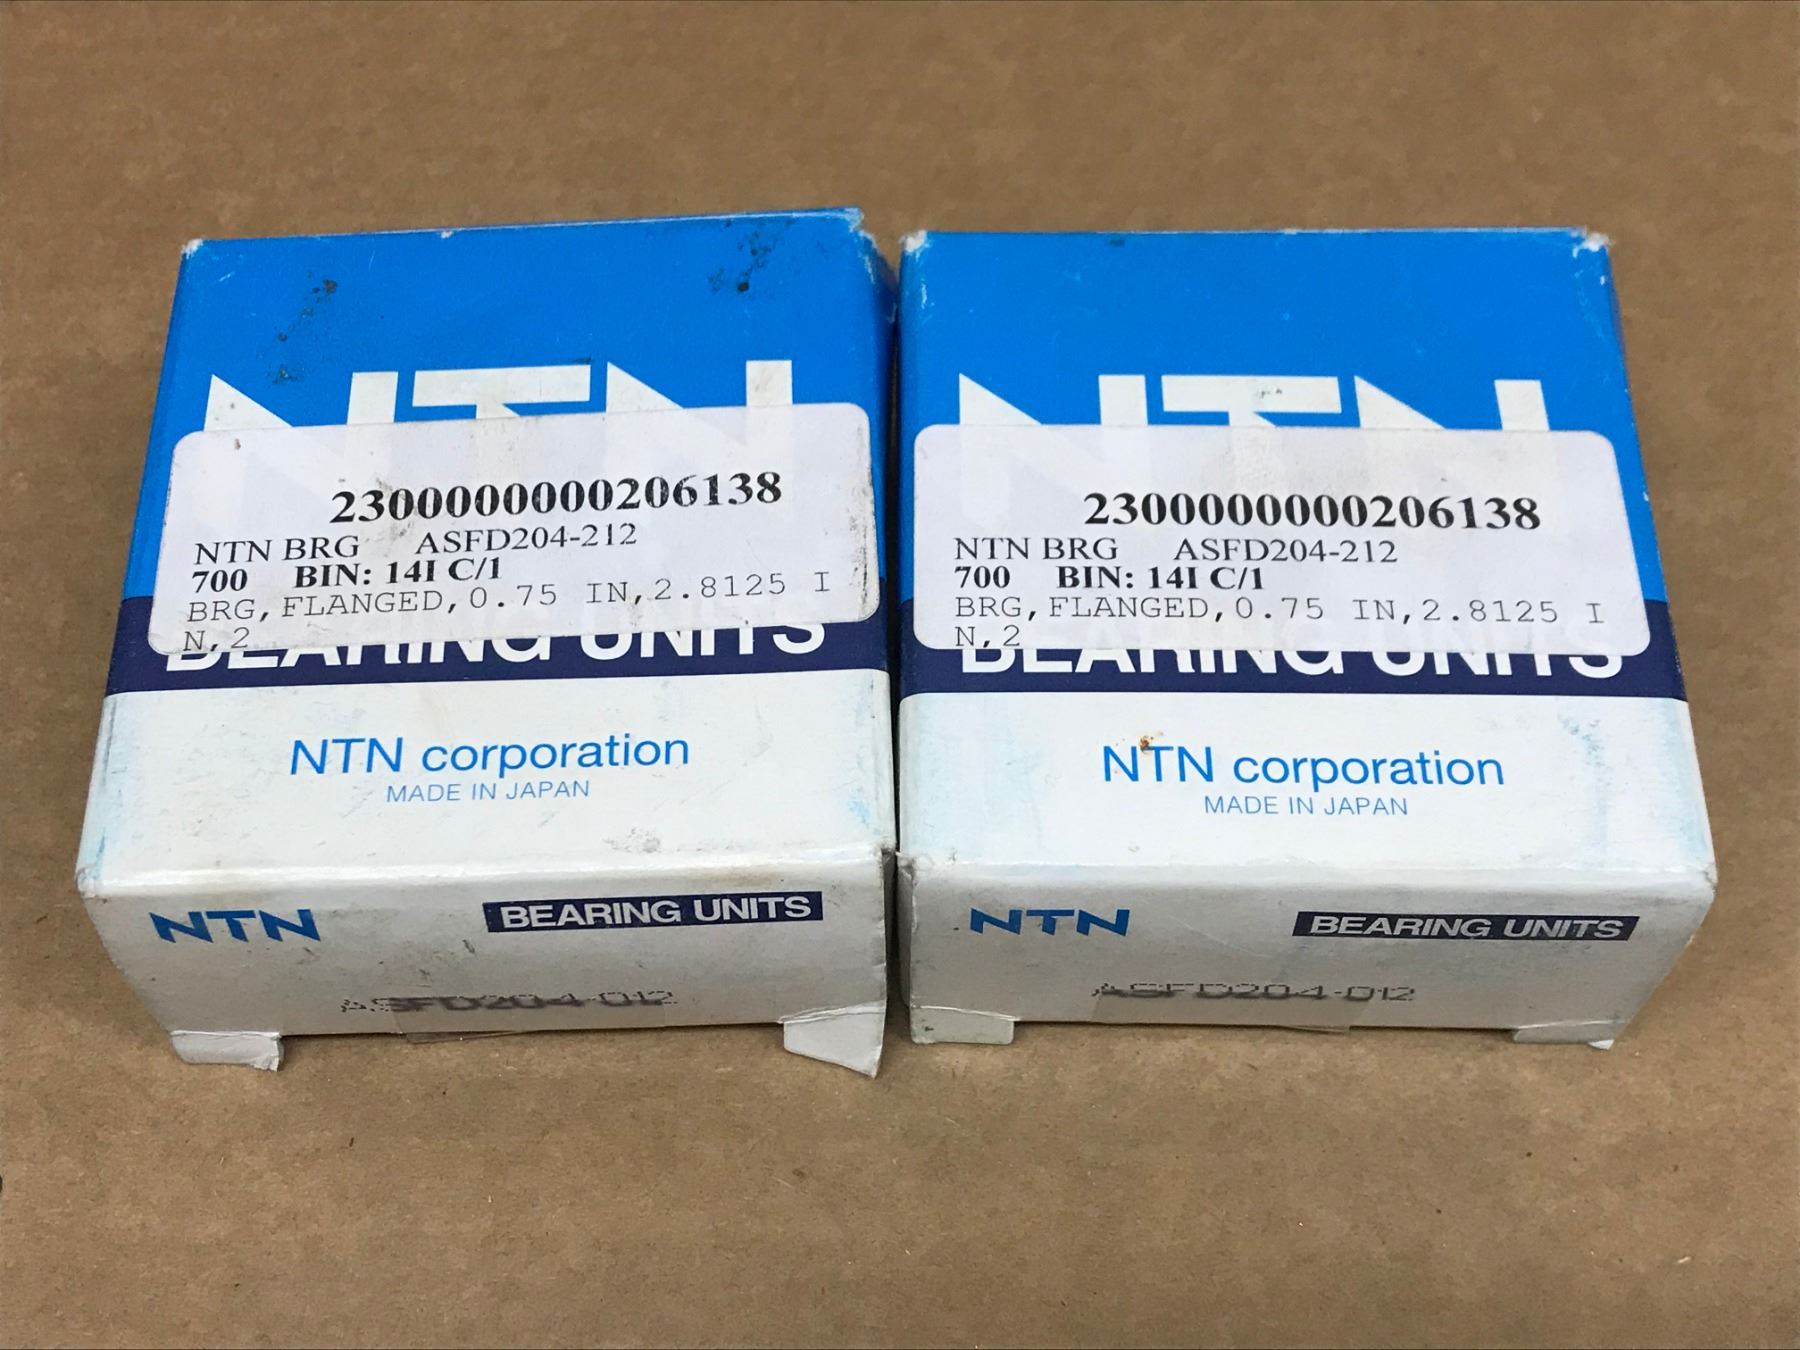 NTN
23000000000206138
NTN BRG ASFD204-212
700 BIN: 14I C/1
BRG, FLANGED, 0.75 IN, 2.8125 I
N, 2
BEARING UNITS
NTN corporation
MADE IN JAPAN
NTN BEARING UNITS
ASFD204-012
NTN
23000000000206138
NTN BRG ASFD204-212
700 BIN: 14I C/1
BRG, FLANGED, 0.75 IN, 2.8125 I
N, 2
BEARING UNITS
NTN corporation
MADE IN JAPAN
NTN BEARING UNITS
ASFD204-012